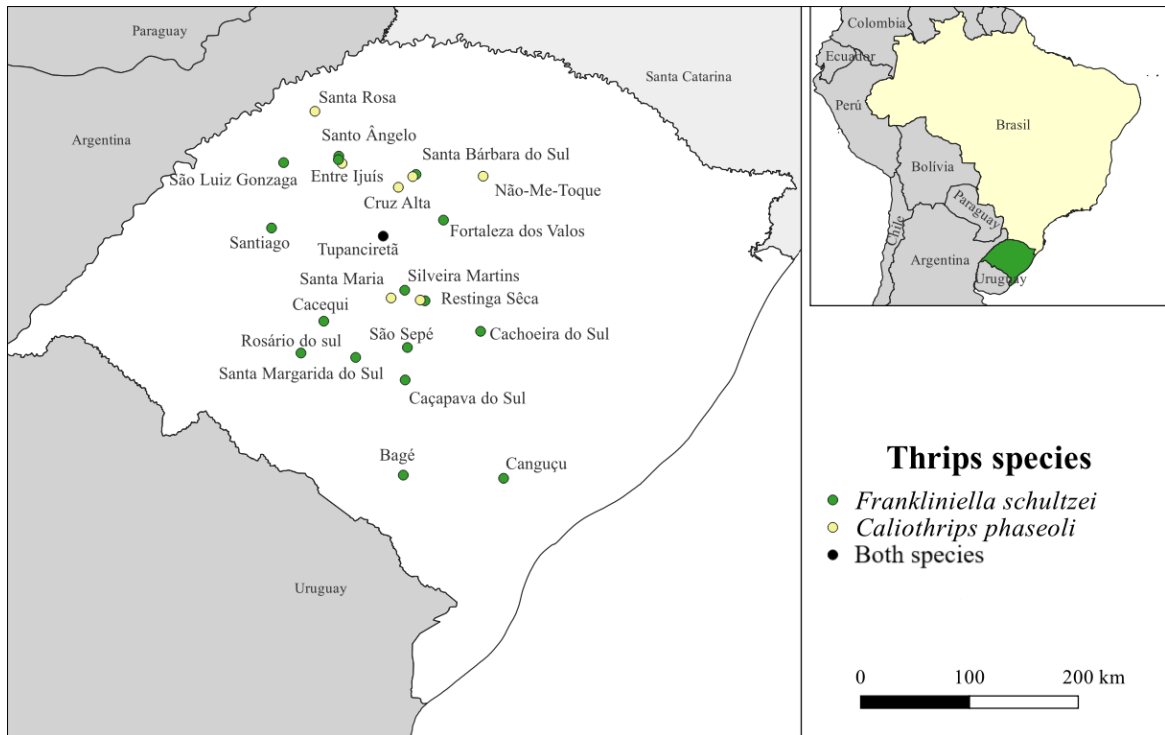 Paraguay
Santa Catarina
Argentina
Santa Rosa
Santo Ângelo
Santa Bárbara do Sul
São Luiz Gonzaga
Entre Ijuís
Não-Me-Toque
Cruz Alta
Fortaleza dos Valos
Santiago
Tupanciretã
Santa Maria
Silveira Martins
Cacequi
Restinga Sêca
Rosário do sul
São Sepé
Cachoeira do Sul
Santa Margarida do Sul
Caçapava do Sul
Bagé
Canguçu
Uruguay
Colombia
Ecuador
Perú
Brasil
Bolívia
Paraguay
Chile
Argentina
Uruguay
Thrips species
Frankliniella schultzei
Caliothrips phaseoli
Both species
0 100 200 km